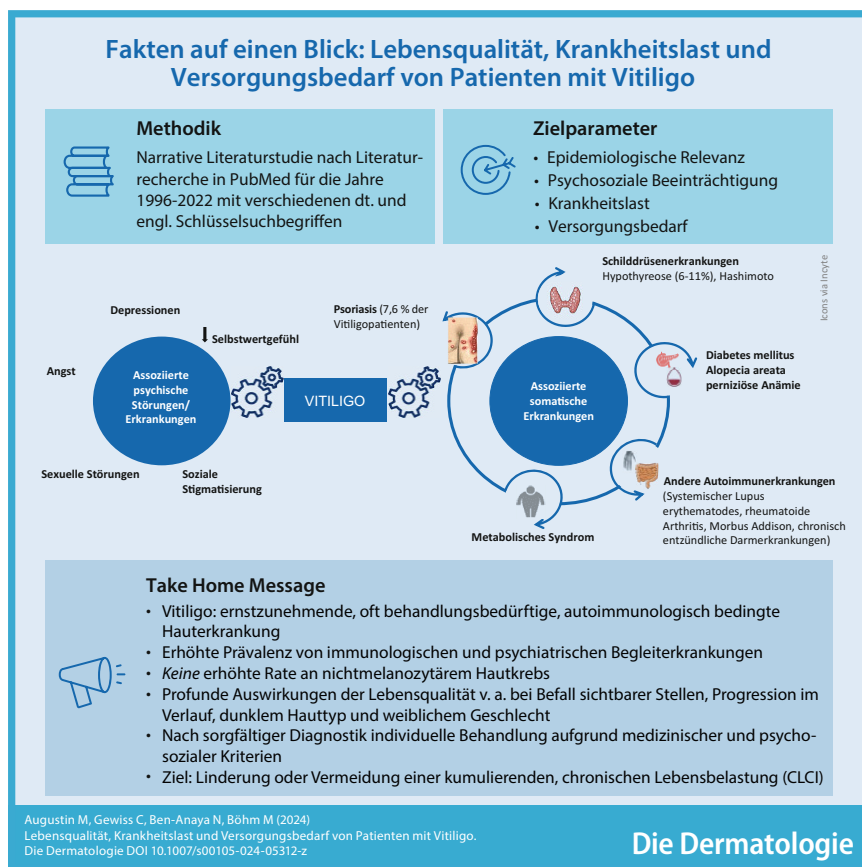 Fakten auf einen Blick: Lebensqualität, Krankheitslast und
Versorgungsbedarf von Patienten mit Vitiligo
Methodik
Narrative Literaturstudie nach Literatur-
recherche in PubMed für die Jahre
1996-2022 mit verschiedenen dt. und
engl. Schlüsselsuchbegriffen
Zielparameter
• Epidemiologische Relevanz
• Psychosoziale Beeinträchtigung
• Krankheitslast
• Versorgungsbedarf
Icons via Incyte
Depressionen
Selbstwertgefühl
Angst
Assoziierte
psychische
Störungen/
Erkrankungen
Sexuelle Störungen
Soziale
Stigmatisierung
VITILIGO
Psoriasis (7,6 % der
Vitiligopatienten)
Schilddrüsenerkrankungen
Hypothyreose (6-11%), Hashimoto
Assoziierte
somatische
Erkrankungen
Diabetes mellitus
Alopecia areata
perniziöse Anämie
Andere Autoimmunerkrankungen
(Systemischer Lupus
erythematodes, rheumatoide
Arthritis, Morbus Addison, chronisch
entzündliche Darmerkrankungen)
Metabolisches Syndrom
Take Home Message
• Vitiligo: ernstzunehmende, oft behandlungsbedürftige, autoimmunologisch bedingte
Hauterkrankung
• Erhöhte Prävalenz von immunologischen und psychiatrischen Begleiterkrankungen
• Keine erhöhte Rate an nichtmelanozytärem Hautkrebs
• Profunde Auswirkungen der Lebensqualität v. a. bei Befall sichtbarer Stellen, Progression im
Verlauf, dunklem Hauttyp und weiblichem Geschlecht
• Nach sorgfältiger Diagnostik individuelle Behandlung aufgrund medizinischer und psycho-
sozialer Kriterien
• Ziel: Linderung oder Vermeidung einer kumulierenden, chronischen Lebensbelastung (CLCI)
Augustin M, Gewiss C, Ben-Anaya N, Böhm M (2024)
Lebensqualität, Krankheitslast und Versorgungsbedarf von Patienten mit Vitiligo.
Die Dermatologie DOI 10.1007/s00105-024-05312-z
Die Dermatologie